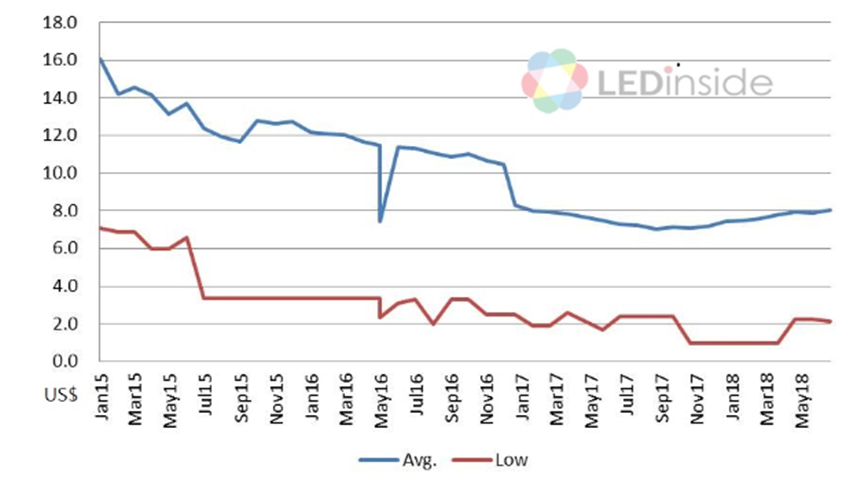 18.0
16.0
14.0
12.0
10.0
8.0
6.0
4.0
2.0
0.0
US$
LEDinside
Jan15 Mar15 May15 Jul15 Sep15 Nov15 Jan16 Mar16 May16 Jul16 Sep16 Nov16 Jan17 Mar17 May17 Jul17 Sep17 Nov17 Jan18 Mar18 May18
Avg. Low